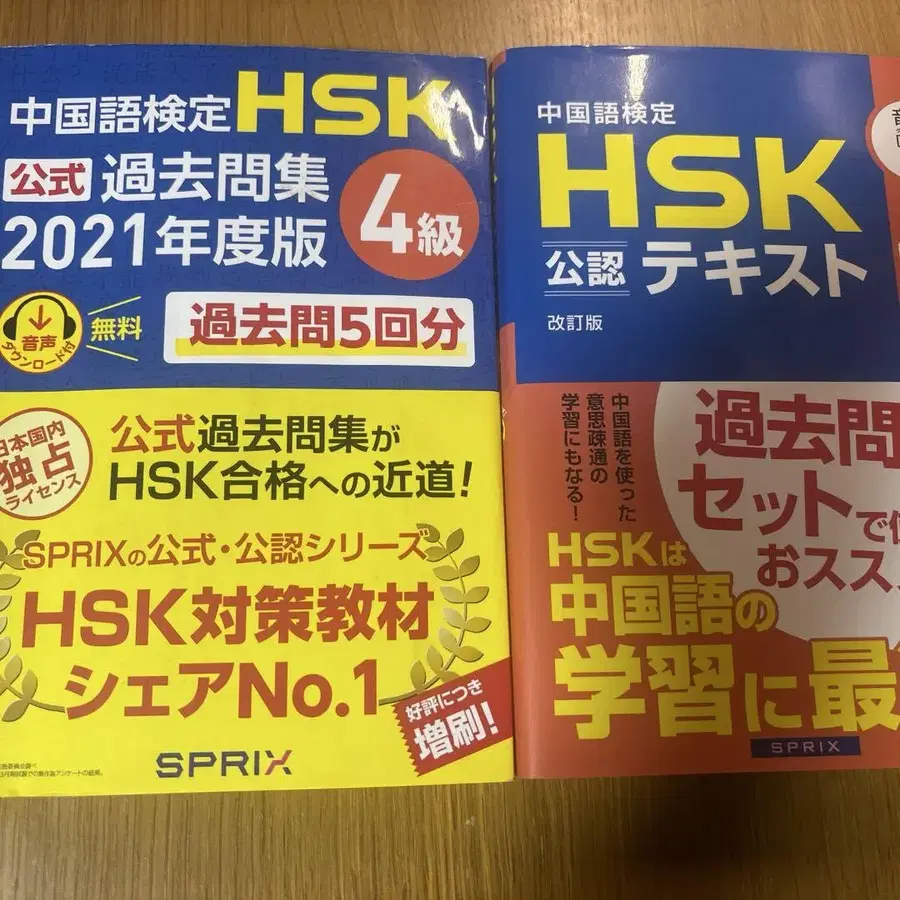 中国語検定HSK
公式 過去問集
2021年度版
4級
音声
ダウンロード付
無料
過去問5回分
日本国内
独占
ライセンス
公式過去問集が
HSK合格への近道!
SPRIXの公式・公認シリーズ
HSK対策教材
シェアNo.1
好評につき
増刷!
SPRIX
中国語検定
HSK
公認 テキスト
改訂版
音
中国語を使った
意思疎通の
学習にもなる!
過去問
セットで
おススメ
HSKは
中国語の
学習に最
SPRIX